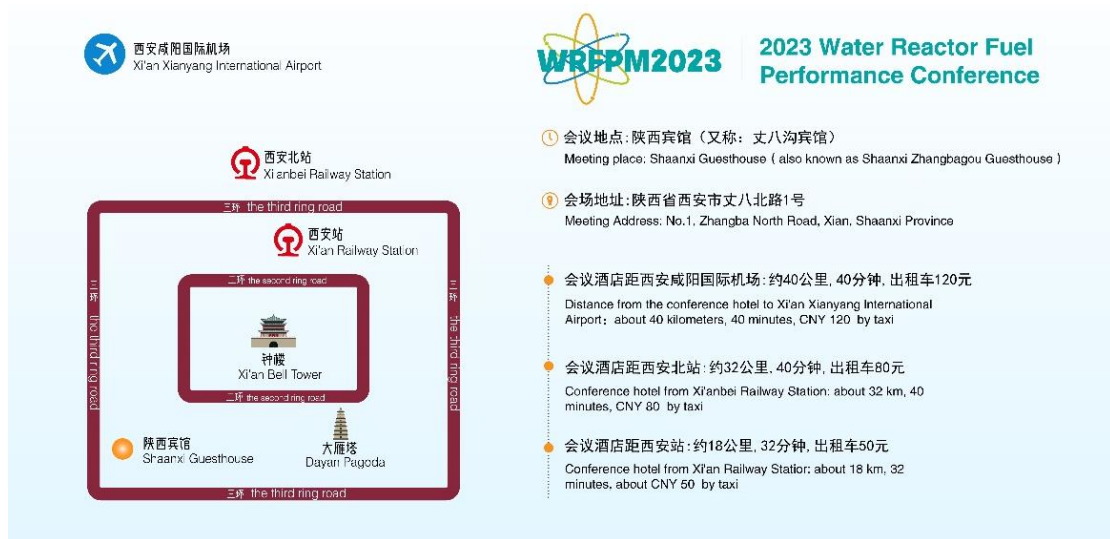 西安咸阳国际机场
Xi'an Xianyang International Airport
西安北站
Xi anbei Railway Station
三环 the third ring road
西安站
Xi'an Railway Station
二环 the second ring road
三环 the third ring road
三环 the third ring road
钟楼
Xi'an Bell Tower
二环 the second ring road
大雁塔
Dayan Pagoda
陕西宾馆
Shaanxi Guesthouse
三环 the third ring road
WRFPM2023
2023 Water Reactor Fuel
Performance Conference
会议地点:陕西宾馆（又称：丈八沟宾馆）
Meeting place: Shaanxi Guesthouse ( also known as Shaanxi Zhangbagou Guesthouse )
会场地址:陕西省西安市丈八北路1号
Meeting Address: No.1, Zhangba North Road, Xian, Shaanxi Province
会议酒店距西安咸阳国际机场:约40公里, 40分钟, 出租车120元
Distance from the conference hotel to Xi'an Xianyang International
Airport：about 40 kilometers, 40 minutes, CNY 120 by taxi
会议酒店距西安北站:约32公里, 40分钟, 出租车80元
Conference hotel from Xi'anbei Railway Station: about 32 km, 40
minutes, CNY 80 by taxi
会议酒店距西安站:约18公里, 32分钟, 出租车50元
Conference hotel from Xi'an Railway Statior: about 18 km, 32
minutes, about CNY 50 by taxi